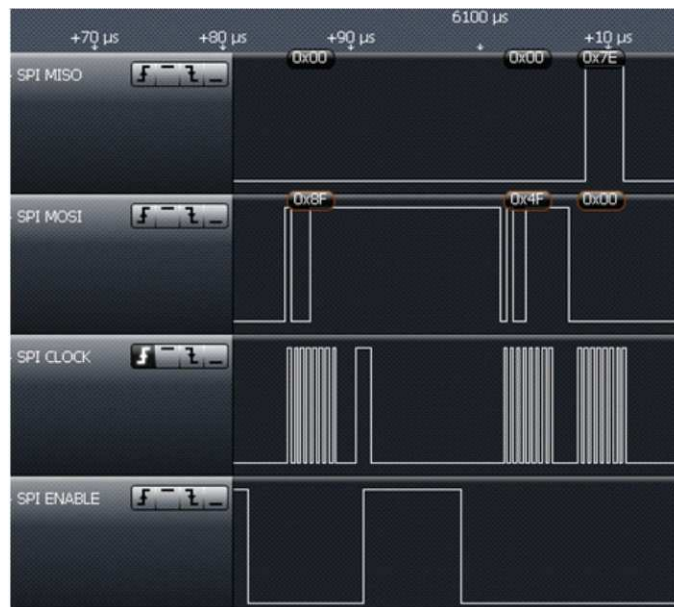 6100 µs
+70 µs +80 µs +90 µs +10 µs
0x00 0x00 0x7E
SPI MISO
0x8F 0x4F 0x00
SPI MOSI
SPI CLOCK
SPI ENABLE